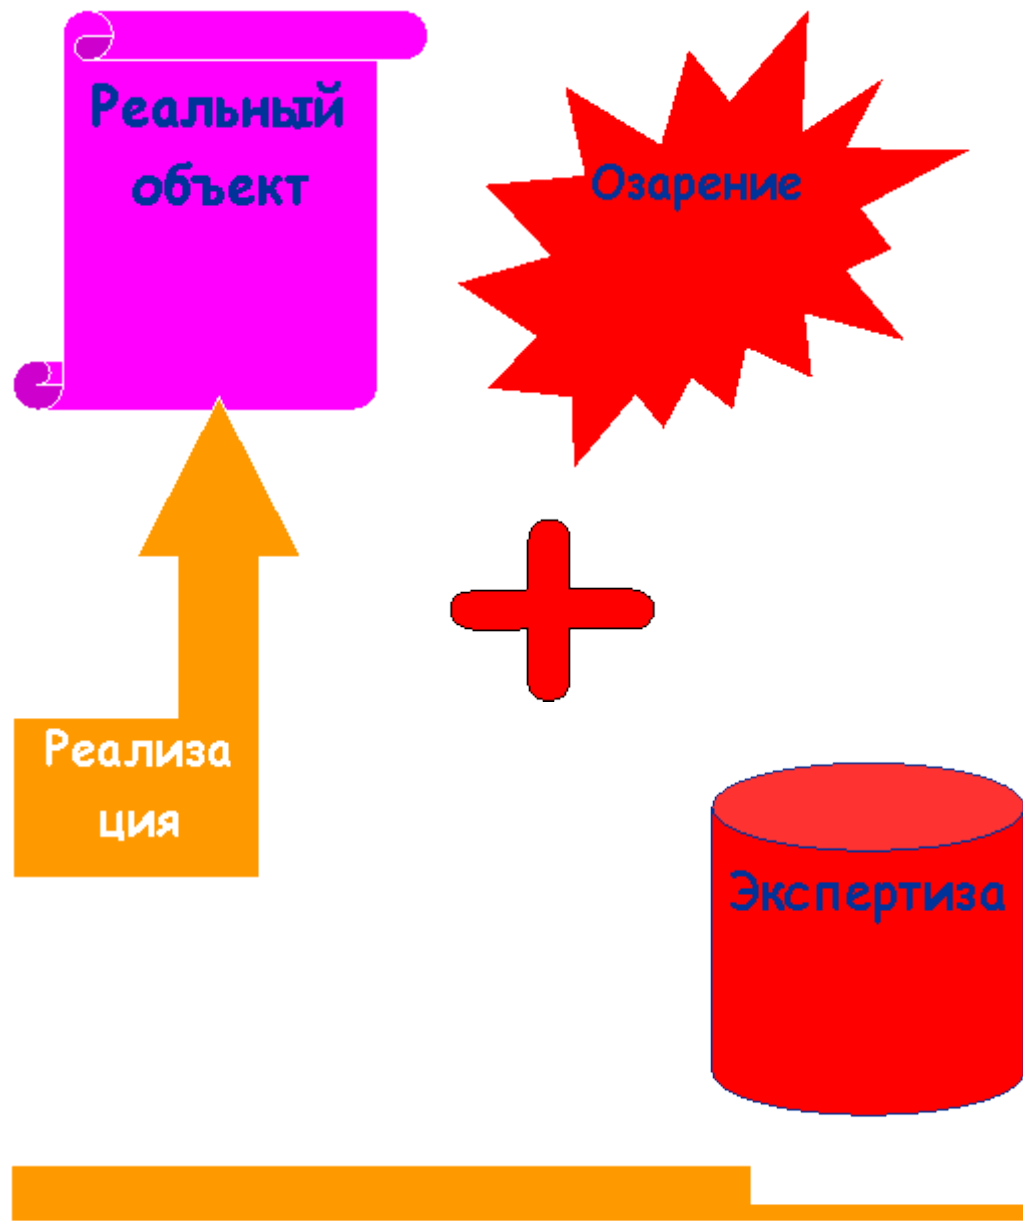 Реальный
объект
Озарение
Реализа
ция
Экспертиза